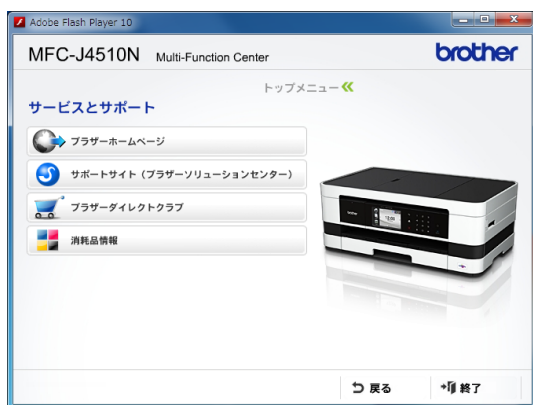 Adobe Flash Player 10
MFC-J4510N Multi-Function Center
brother
トップメニュー
サービスとサポート
ブラザーホームページ
サポートサイト（ブラザーソリューションセンター）
ブラザーダイレクトクラブ
消耗品情報
戻る
終了